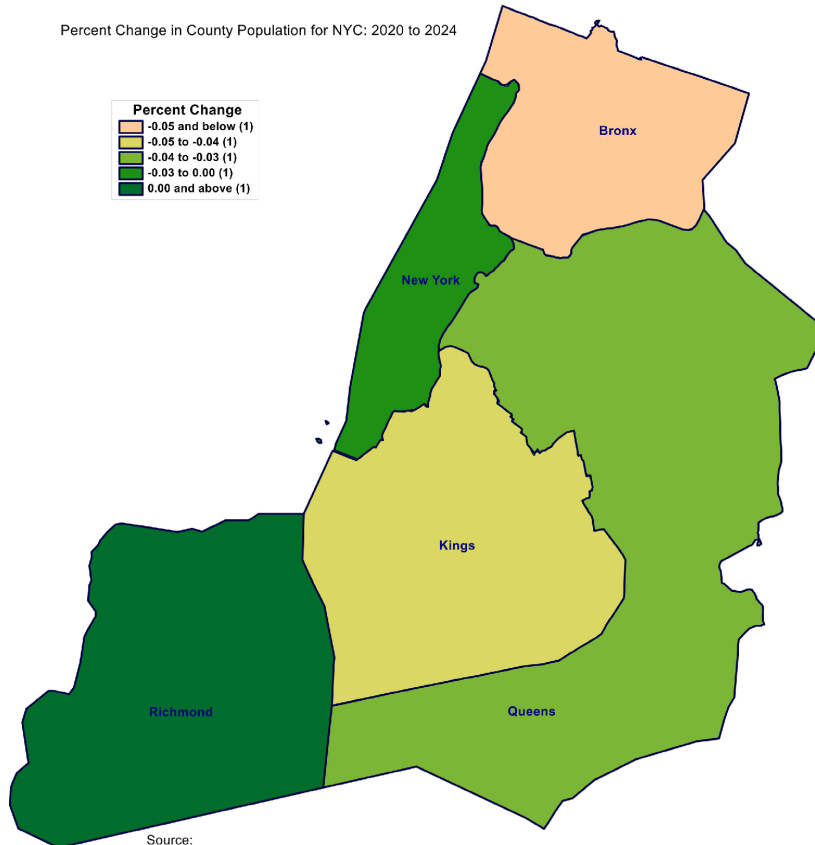 Percent Change in County Population for NYC: 2020 to 2024
Percent Change
-0.05 and below (1)
-0.05 to -0.04 (1)
-0.04 to -0.03 (1)
-0.03 to 0.00 (1)
0.00 and above (1)
Bronx
New York
Kings
Richmond
Queens
Source: